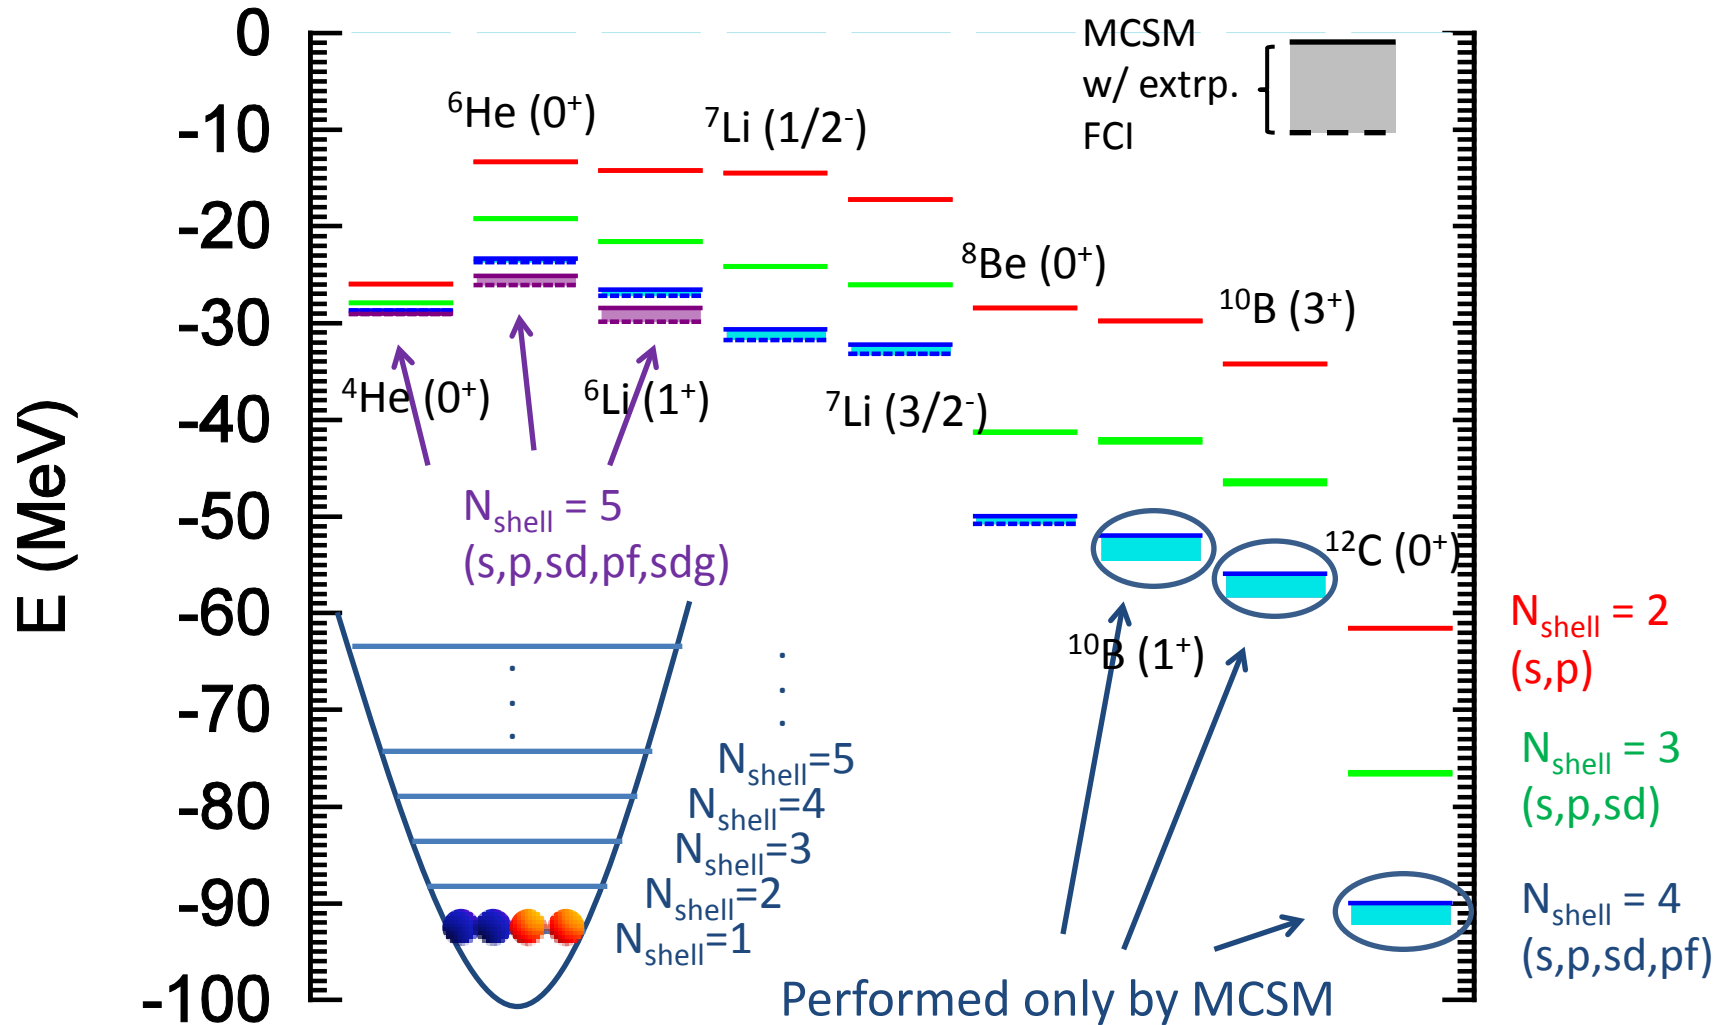 E (MeV)
0
-10
-20
-30
-40
-50
-60
-70
-80
-90
-100
MCSM
w/ extrp.
FCI
⁶He (0⁺)
⁷Li (1/2⁻)
⁸Be (0⁺)
¹⁰B (3⁺)
⁴He (0⁺)
⁶Li (1⁺)
⁷Li (3/2⁻)
N_shell = 5
(s,p,sd,pf,sdg)
¹²C (0⁺)
¹⁰B (1⁺)
N_shell = 2
(s,p)
N_shell = 3
(s,p,sd)
N_shell = 4
(s,p,sd,pf)
N_shell=5
N_shell=4
N_shell=3
N_shell=2
N_shell=1
Performed only by MCSM